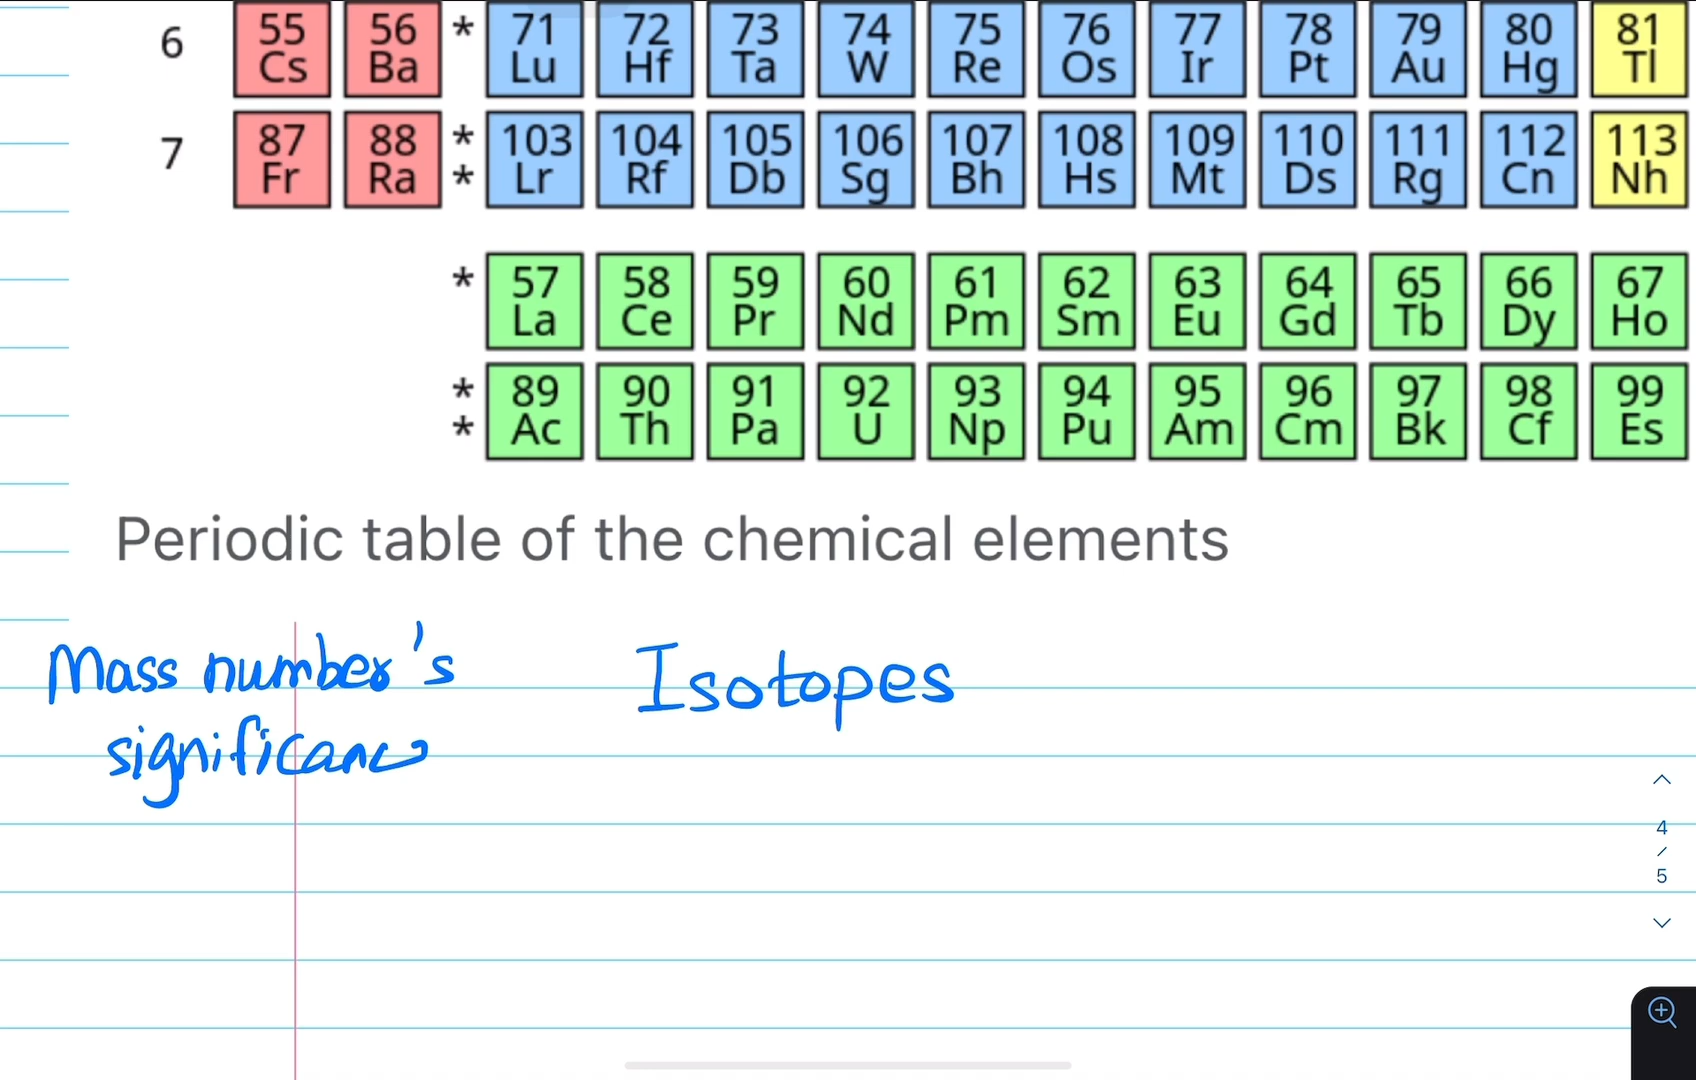 6 55 56 * 71 72 73 74 75 76 77 78 79 80 81
Cs Ba Lu Hf Ta W Re Os Ir Pt Au Hg Tl
7 87 88 * 103 104 105 106 107 108 109 110 111 112 113
Fr Ra * Lr Rf Db Sg Bh Hs Mt Ds Rg Cn Nh
* 57 58 59 60 61 62 63 64 65 66 67
La Ce Pr Nd Pm Sm Eu Gd Tb Dy Ho
* 89 90 91 92 93 94 95 96 97 98 99
* Ac Th Pa U Np Pu Am Cm Bk Cf Es
Periodic table of the chemical elements
Mass number's
significanc
Isotopes
4
/
5